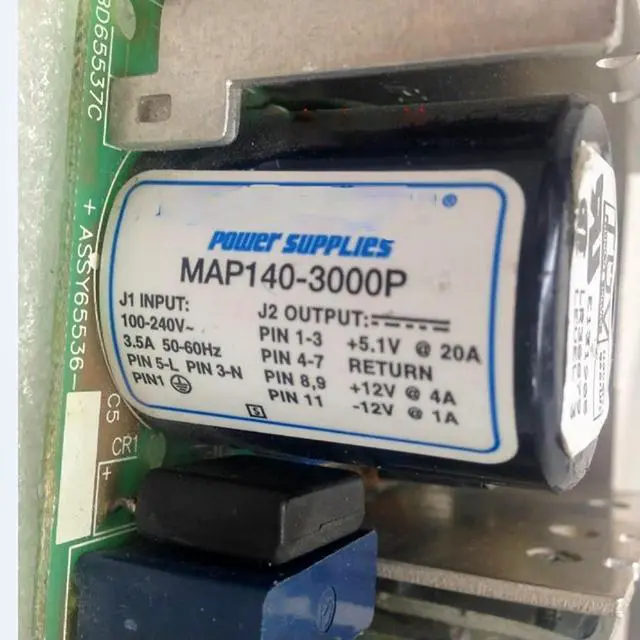 BD65537C
+ ASSY65536-
®
POWER SUPPLIES
MAP140-3000P
J1 INPUT:
100-240V~
3.5A 50-60Hz
PIN 5-L PIN 3-N
PIN1
J2 OUTPUT:
PIN 1-3 +5.1V @ 20A
PIN 4-7 RETURN
PIN 8,9 +12V @ 4A
PIN 11 -12V @ 1A
S
C5
CR1
+